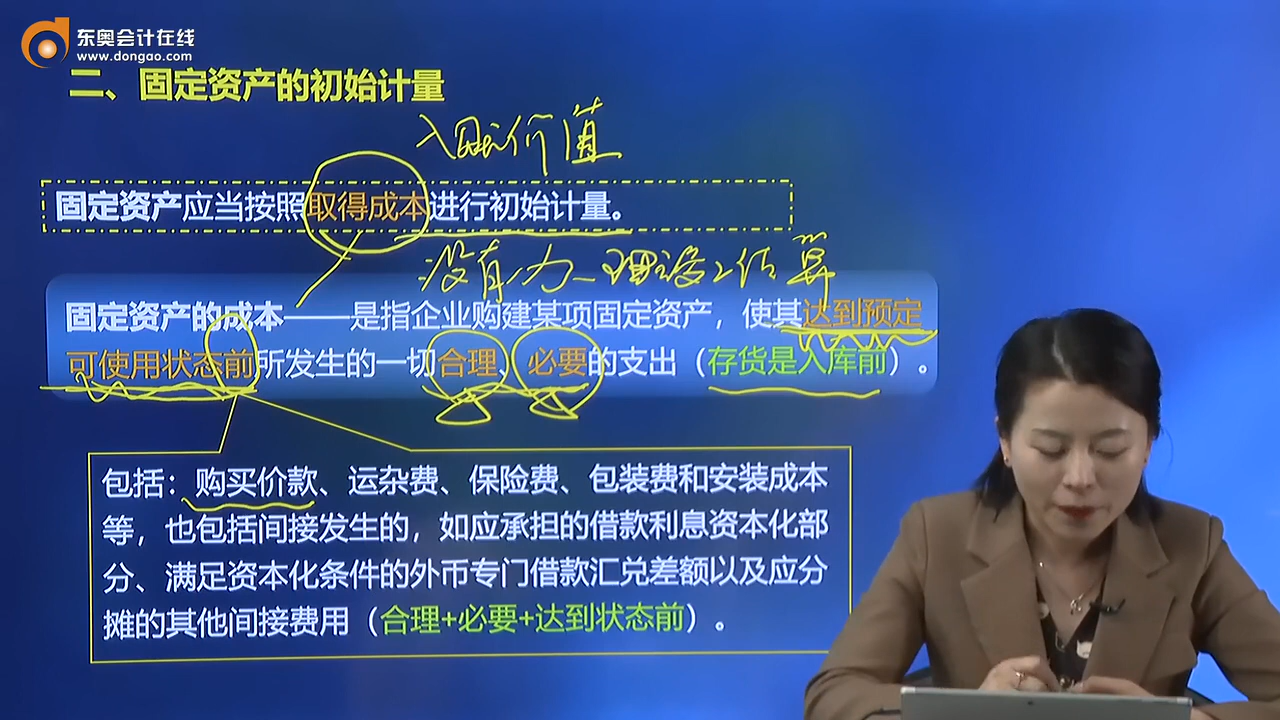 东奥会计在线
www.dongao.com
二、固定资产的初始计量
入账价值
固定资产应当按照取得成本进行初始计量。
固定资产的成本——是指企业购建某项固定资产，使其达到预定
可使用状态前所发生的一切合理、必要的支出（存货是入库前）。
包括：购买价款、运杂费、保险费、包装费和安装成本
等，也包括间接发生的，如应承担的借款利息资本化部
分、满足资本化条件的外币专门借款汇兑差额以及应分
摊的其他间接费用（合理+必要+达到状态前）。